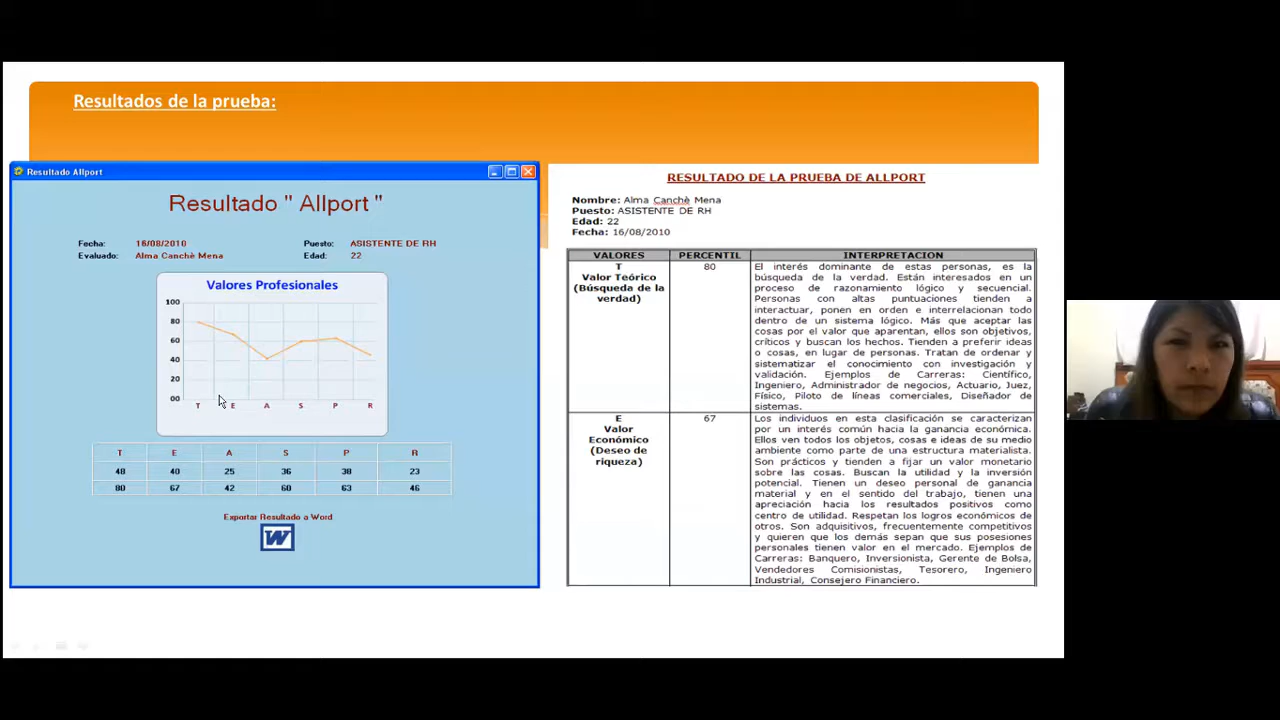 Resultados de la prueba:
Resultado Allport
Resultado " Allport "
Fecha: 16/08/2010 Puesto: ASISTENTE DE RH
Evaluado: Alma Canchè Mena Edad: 22
Valores Profesionales
100
80
60
40
20
00
T E A S P R
T E A S P R
48 40 25 36 38 23
80 67 42 60 63 46
Exportar Resultado a Word
W
RESULTADO DE LA PRUEBA DE ALLPORT
Nombre: Alma Canchè Mena
Puesto: ASISTENTE DE RH
Edad: 22
Fecha: 16/08/2010
VALORES PERCENTIL INTERPRETACION
T
Valor Teórico
(Búsqueda de la
verdad)
80
El interés dominante de estas personas, es la
búsqueda de la verdad. Están interesados en un
proceso de razonamiento lógico y secuencial.
Personas con altas puntuaciones tienden a
interactuar, ponen en orden e interrelacionan todo
dentro de un sistema lógico. Más que aceptar las
cosas por el valor que aparentan, ellos son objetivos,
críticos y buscan los hechos. Tienden a preferir ideas
o cosas, en lugar de personas. Tratan de ordenar y
sistematizar el conocimiento con investigación y
validación. Ejemplos de Carreras: Científico,
Ingeniero, Administrador de negocios, Actuario, Juez,
Físico, Piloto de líneas comerciales, Diseñador de
sistemas.
E
Valor
Económico
(Deseo de
riqueza)
67
Los individuos en esta clasificación se caracterizan
por un interés común hacia la ganancia económica.
Ellos ven todos los objetos, cosas e ideas de su medio
ambiente como parte de una estructura materialista.
Son prácticos y tienden a fijar un valor monetario
sobre las cosas. Buscan la utilidad y la inversión
potencial. Tienen un deseo personal de ganancia
material y en el sentido del trabajo, tienen una
apreciación hacia los resultados positivos como
centro de utilidad. Respetan los logros económicos de
otros. Son adquisitivos, frecuentemente competitivos
y quieren que los demás sepan que sus posesiones
personales tienen valor en el mercado. Ejemplos de
Carreras: Banquero, Inversionista, Gerente de Bolsa,
Vendedores Comisionistas, Tesorero, Ingeniero
Industrial, Consejero Financiero.